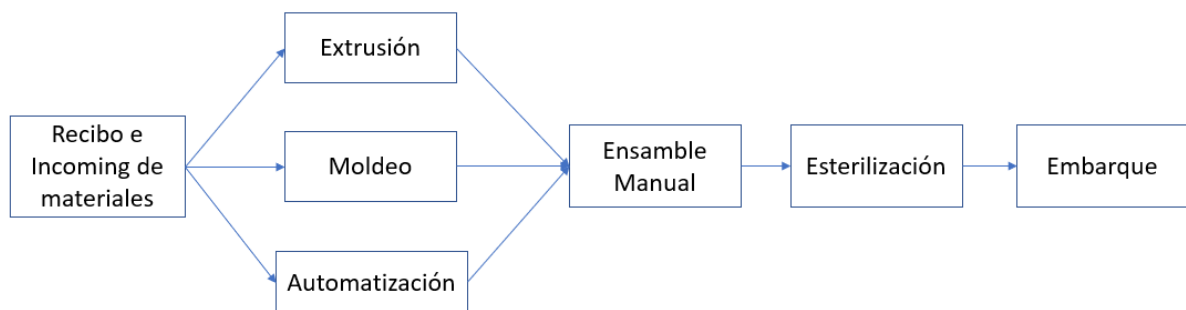 Recibo e
Incoming de
materiales
Extrusión
Moldeo
Automatización
Ensamble
Manual
Esterilización
Embarque